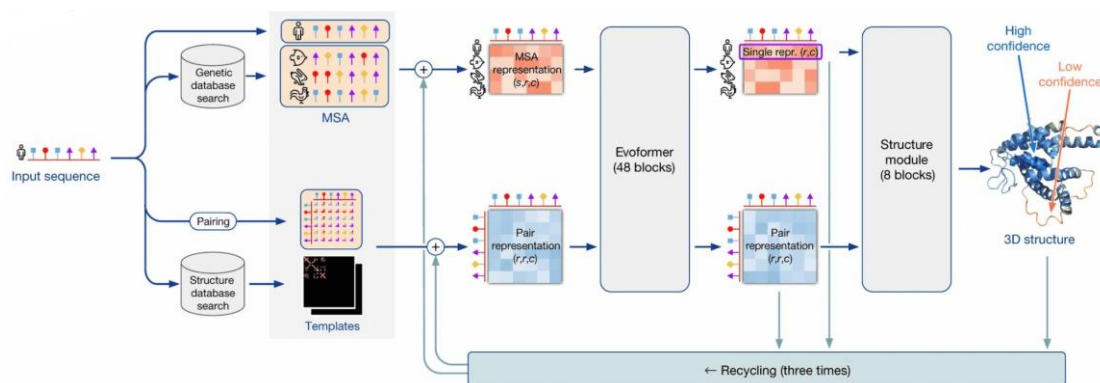 Input sequence
Genetic
database
search
MSA
Pairing
Structure
database
search
Templates
+
+
MSA
representation
(s,r,c)
Pair
representation
(r,r,c)
Evoformer
(48 blocks)
Single repr. (r,c)
Pair
representation
(r,r,c)
Structure
module
(8 blocks)
High
confidence
Low
confidence
3D structure
← Recycling (three times)